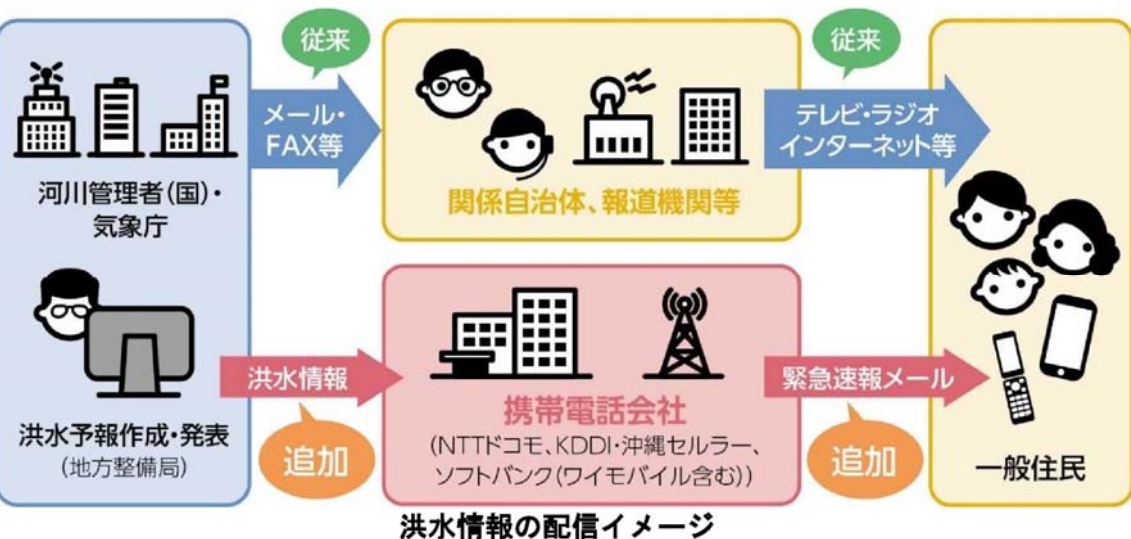 従来
従来
メール・
FAX等
テレビ・ラジオ
インターネット等
河川管理者(国)・
気象庁
関係自治体、報道機関等
洪水情報
緊急速報メール
携帯電話会社
(NTTドコモ、KDDI・沖縄セルラー、
ソフトバンク(ワイモバイル含む))
洪水予報作成・発表
(地方整備局)
追加
追加
一般住民
洪水情報の配信イメージ